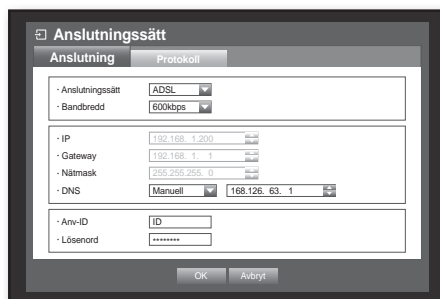 Anslutningssätt
Anslutning Protokoll
· Anslutningssätt ADSL
· Bandbredd 600kbps
· IP 192.168. 1.200
· Gateway 192.168. 1. 1
· Nätmask 255.255.255. 0
· DNS Manuell 168.126. 63. 1
· Anv-ID ID
· Lösenord ********
OK Avbryt